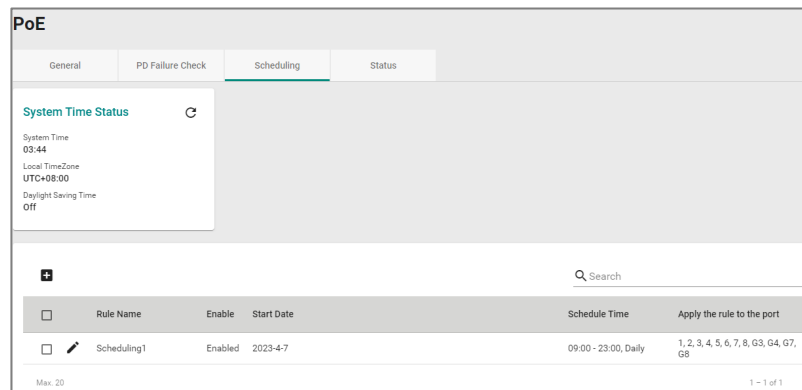 PoE
General PD Failure Check Scheduling Status
System Time Status
System Time
03:44
Local TimeZone
UTC+08:00
Daylight Saving Time
Off
Search
Rule Name Enable Start Date Schedule Time Apply the rule to the port
Scheduling1 Enabled 2023-4-7 09:00 - 23:00, Daily 1, 2, 3, 4, 5, 6, 7, 8, G3, G4, G7,
G8
Max. 20 1 – 1 of 1